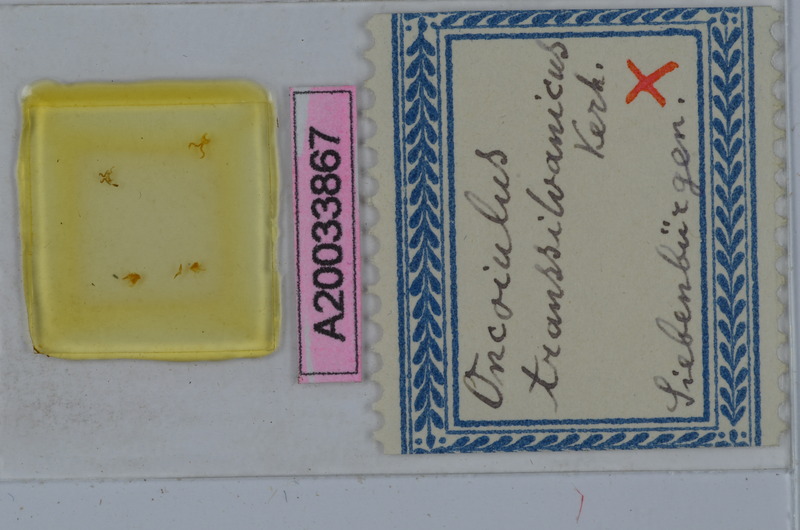 A20033867
Oncoiulus
transsilvanicus
Verh.
X
Siebenbürgen.